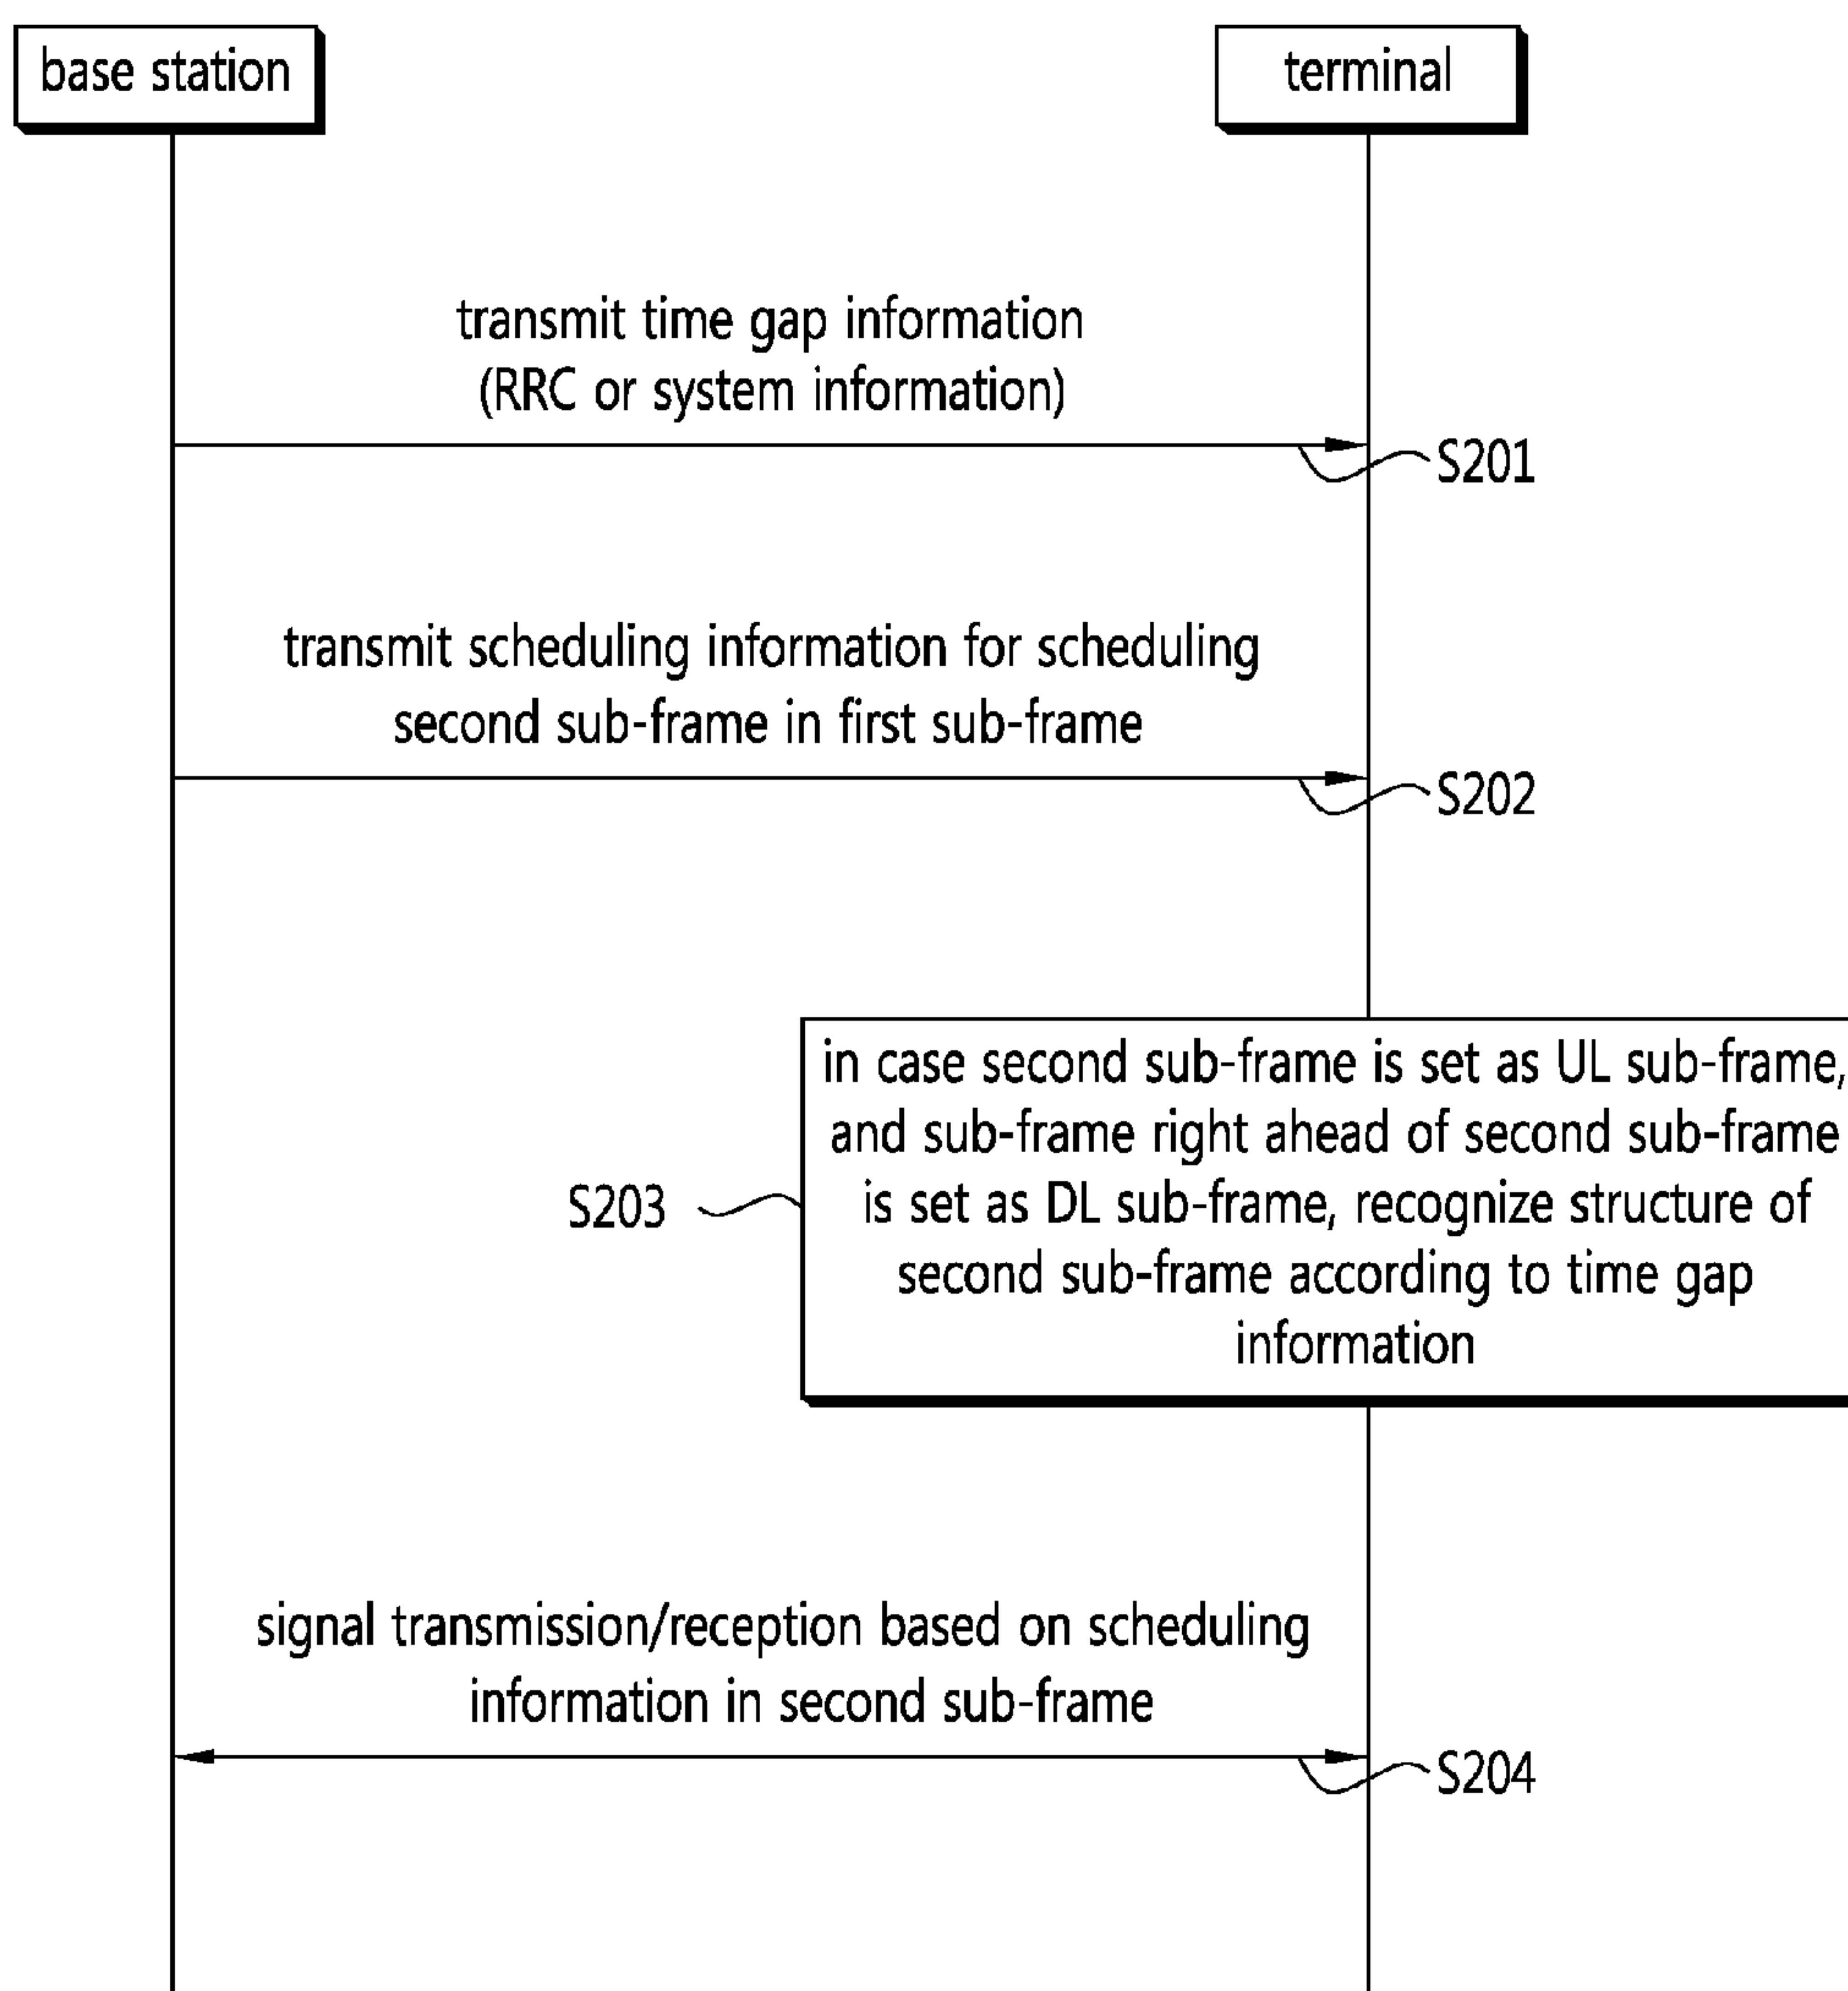 base station
terminal
transmit time gap information
(RRC or system information)
S201
transmit scheduling information for scheduling
second sub-frame in first sub-frame
S202
in case second sub-frame is set as UL sub-frame,
and sub-frame right ahead of second sub-frame
is set as DL sub-frame, recognize structure of
second sub-frame according to time gap
information
S203
signal transmission/reception based on scheduling
information in second sub-frame
S204